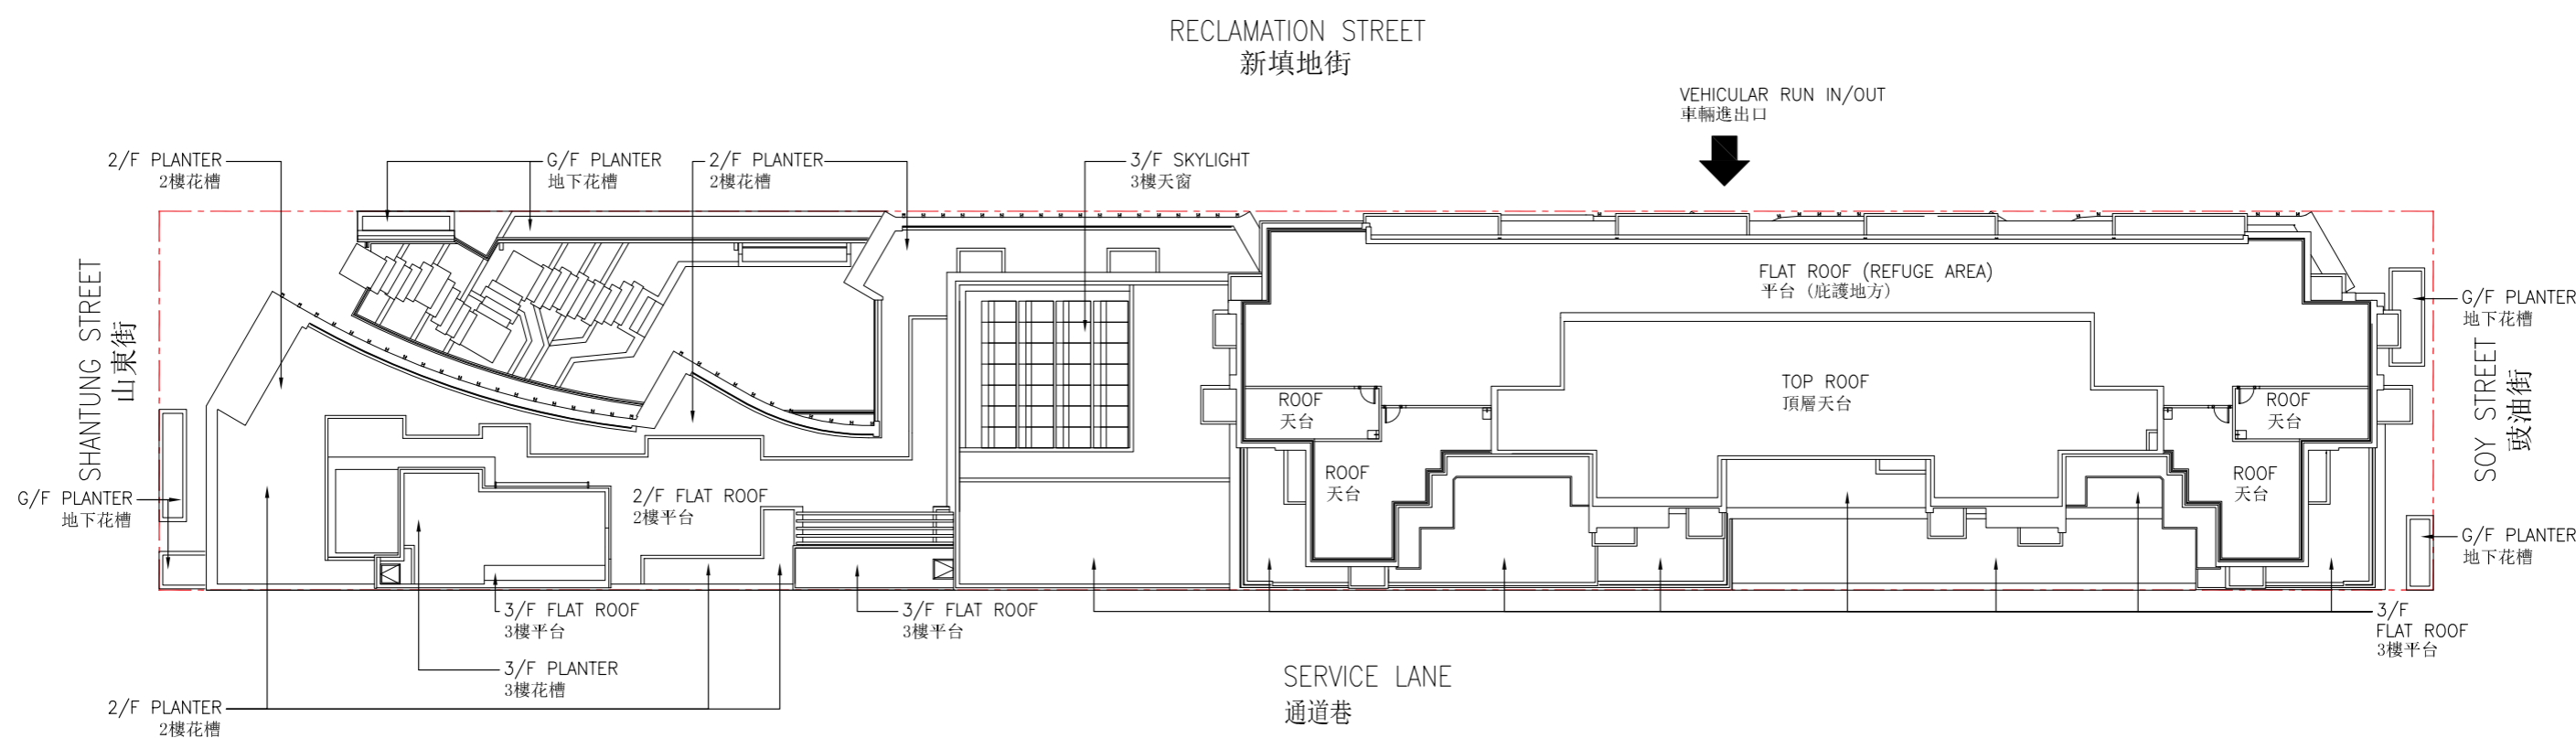 RECLAMATION STREET
新填地街
VEHICULAR RUN IN/OUT
車輛進出口
2/F PLANTER
2樓花槽
G/F PLANTER
地下花槽
2/F PLANTER
2樓花槽
3/F SKYLIGHT
3樓天窗
FLAT ROOF (REFUGE AREA)
平台 (庇護地方)
G/F PLANTER
地下花槽
SHANTUNG STREET
山東街
SOY STREET
豉油街
TOP ROOF
頂層天台
ROOF
天台
ROOF
天台
ROOF
天台
ROOF
天台
G/F PLANTER
地下花槽
2/F FLAT ROOF
2樓平台
G/F PLANTER
地下花槽
3/F FLAT ROOF
3樓平台
3/F FLAT ROOF
3樓平台
3/F
FLAT ROOF
3樓平台
3/F PLANTER
3樓花槽
SERVICE LANE
通道巷
2/F PLANTER
2樓花槽